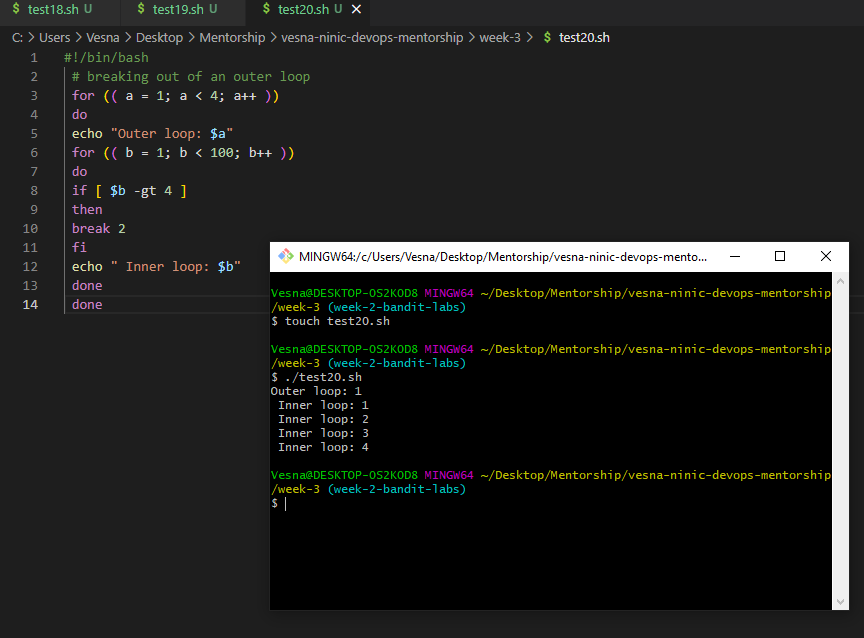 $ test18.sh U $ test19.sh U $ test20.sh U ✕
C: > Users > Vesna > Desktop > Mentorship > vesna-ninic-devops-mentorship > week-3 > $ test20.sh
1 #!/bin/bash
2 # breaking out of an outer loop
3 for (( a = 1; a < 4; a++ ))
4 do
5 echo "Outer loop: $a"
6 for (( b = 1; b < 100; b++ ))
7 do
8 if [ $b -gt 4 ]
9 then
10 break 2
11 fi
12 echo " Inner loop: $b"
13 done
14 done
MINGW64:/c/Users/Vesna/Desktop/Mentorship/vesna-ninic-devops-mento...
Vesna@DESKTOP-OS2KOD8 MINGW64 ~/Desktop/Mentorship/vesna-ninic-devops-mentorship
/week-3 (week-2-bandit-labs)
$ touch test20.sh
Vesna@DESKTOP-OS2KOD8 MINGW64 ~/Desktop/Mentorship/vesna-ninic-devops-mentorship
/week-3 (week-2-bandit-labs)
$ ./test20.sh
Outer loop: 1
Inner loop: 1
Inner loop: 2
Inner loop: 3
Inner loop: 4
Vesna@DESKTOP-OS2KOD8 MINGW64 ~/Desktop/Mentorship/vesna-ninic-devops-mentorship
/week-3 (week-2-bandit-labs)
$